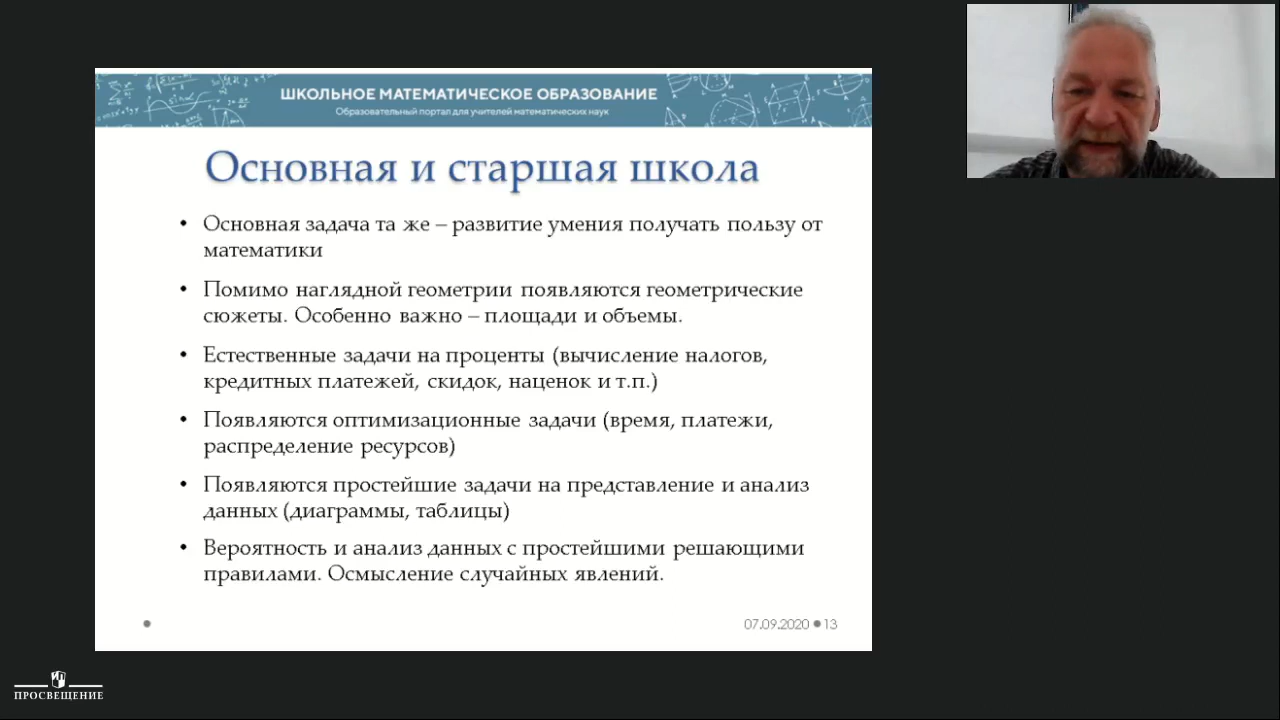 ШКОЛЬНОЕ МАТЕМАТИЧЕСКОЕ ОБРАЗОВАНИЕ
Образовательный портал для учителей математических наук
Основная и старшая школа
• Основная задача та же – развитие умения получать пользу от
математики
• Помимо наглядной геометрии появляются геометрические
сюжеты. Особенно важно – площади и объемы.
• Естественные задачи на проценты (вычисление налогов,
кредитных платежей, скидок, наценок и т.п.)
• Появляются оптимизационные задачи (время, платежи,
распределение ресурсов)
• Появляются простейшие задачи на представление и анализ
данных (диаграммы, таблицы)
• Вероятность и анализ данных с простейшими решающими
правилами. Осмысление случайных явлений.
07.09.2020 ● 13
ПРОСВЕЩЕНИЕ